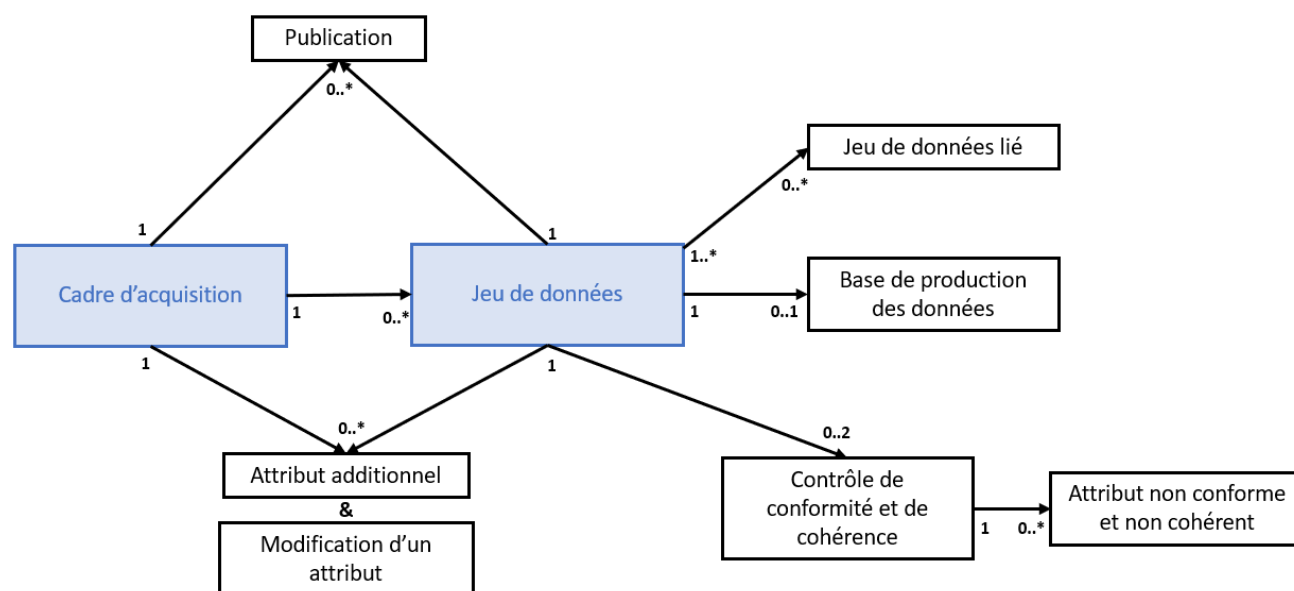 Publication
0..*
Jeu de données lié
0..*
1
1
1..*
Cadre d'acquisition
Jeu de données
Base de production
des données
1
0..*
1
0..1
1
1
0..*
0..2
Attribut additionnel
&
Modification d'un
attribut
Contrôle de
conformité et de
cohérence
1
0..*
Attribut non conforme
et non cohérent